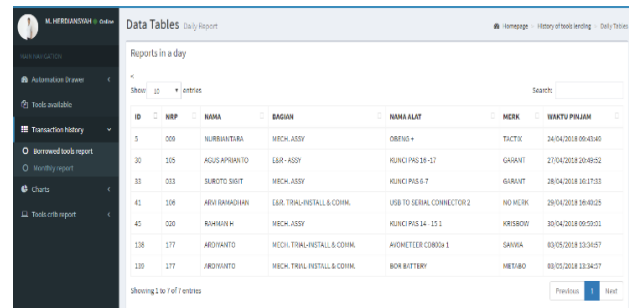 M. HERDIANSYAH Online
Data Tables Daily Report
Homepage > History of tools lending > Daily Tables
MAIN NAVIGATION
Automation Drawer
Tools available
Transaction history
Borrowed tools report
Monthly report
Charts
Tools crib report
Reports in a day
<
Show 10 entries
Search:
ID NRP NAMA BAGIAN NAMA ALAT MERK WAKTU PINJAM
5 009 NURBIANTARA MECH. ASSY OBENG + TACTIX 24/04/2018 09:43:49
30 105 AGUS APRIANTO E&R - ASSY KUNCI PAS 16 -17 GARANT 27/04/2018 20:49:52
33 033 SUROTO SIGIT MECH. ASSY KUNCI PAS 6-7 GARANT 28/04/2018 16:17:33
41 106 ARVI RAMADHAN E&R. TRIAL-INSTALL & COMM. USB TO SERIAL CONNECTOR 2 NO MERK 29/04/2018 16:40:25
45 020 RAHMAN H MECH. ASSY KUNCI PAS 14 - 15 1 KRISBOW 30/04/2018 09:53:01
138 177 ARDIYANTO MECH. TRIAL-INSTALL & COMM. AVOMETEER CD800a 1 SANWA 03/05/2018 13:34:57
139 177 ARDIYANTO MECH. TRIAL-INSTALL & COMM. BOR BATTERY METABO 03/05/2018 13:34:57
Showing 1 to 7 of 7 entries
Previous 1 Next